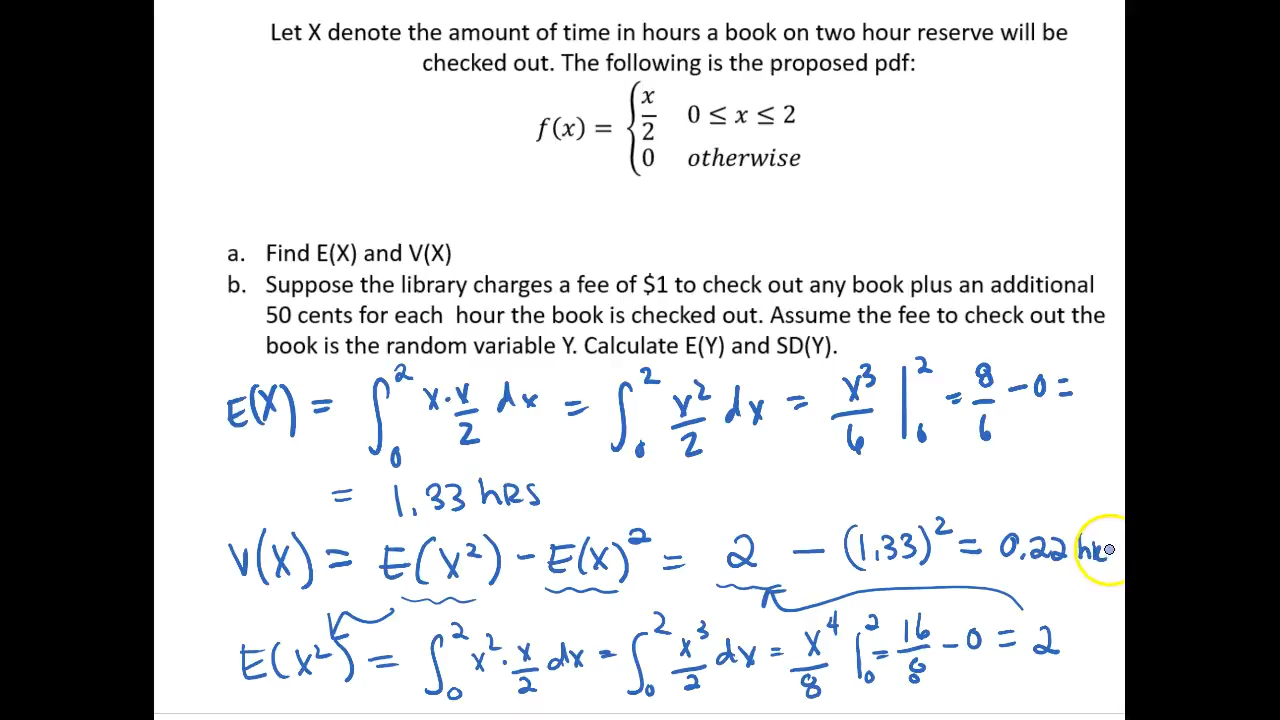 Let X denote the amount of time in hours a book on two hour reserve will be
checked out. The following is the proposed pdf:
f(x) = { x/2   0 ≤ x ≤ 2
0   otherwise
a. Find E(X) and V(X)
b. Suppose the library charges a fee of $1 to check out any book plus an additional
50 cents for each hour the book is checked out. Assume the fee to check out the
book is the random variable Y. Calculate E(Y) and SD(Y).
E(X) = ∫₀² x · x/2 dx = ∫₀² x²/2 dx = x³/6 |₀² = 8/6 - 0 =
= 1.33 hRS
V(X) = E(X²) - E(X)² = 2 - (1.33)² = 0.22
E(X²) = ∫₀² x² · x/2 dx = ∫₀² x³/2 dx = x⁴/8 |₀² = 16/8 - 0 = 2